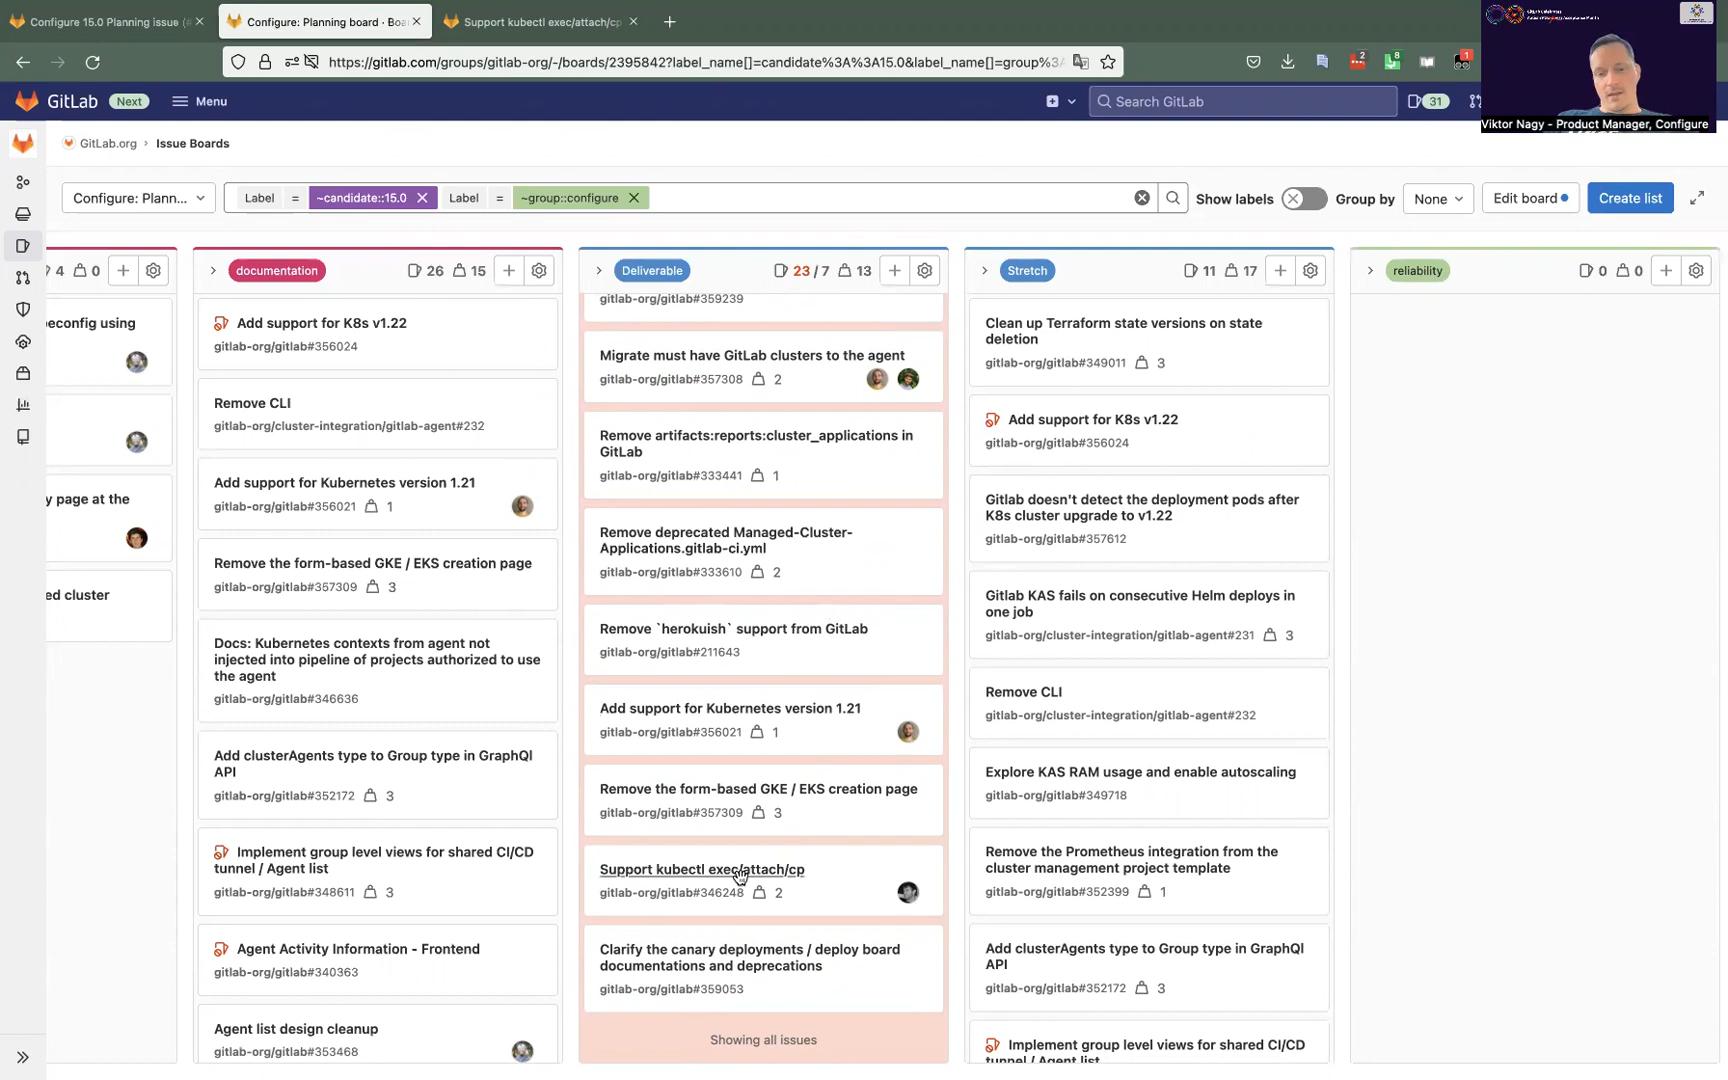 Configure 15.0 Planning issue (#
Configure: Planning board · Boa
Support kubectl exec/attach/cp
https://gitlab.com/groups/gitlab-org/-/boards/2395842?label_name[]=candidate%3A%3A15.0&label_name[]=group%3A
2
8
1
GitLab
Next
Menu
Search GitLab
31
Viktor Nagy - Product Manager, Configure
GitLab.org
Issue Boards
Configure: Plann...
Label
=
~candidate::15.0
Label
=
~group::configure
Show labels
Group by
None
Edit board
Create list
4
0
econfig using
y page at the
ed cluster
documentation
26
15
Add support for K8s v1.22
gitlab-org/gitlab#356024
Remove CLI
gitlab-org/cluster-integration/gitlab-agent#232
Add support for Kubernetes version 1.21
gitlab-org/gitlab#356021
1
Remove the form-based GKE / EKS creation page
gitlab-org/gitlab#357309
3
Docs: Kubernetes contexts from agent not
injected into pipeline of projects authorized to use
the agent
gitlab-org/gitlab#346636
Add clusterAgents type to Group type in GraphQl
API
gitlab-org/gitlab#352172
3
Implement group level views for shared CI/CD
tunnel / Agent list
gitlab-org/gitlab#348611
3
Agent Activity Information - Frontend
gitlab-org/gitlab#340363
Agent list design cleanup
gitlab-org/gitlab#353468
Deliverable
23 / 7
13
gitlab-org/gitlab#359239
Migrate must have GitLab clusters to the agent
gitlab-org/gitlab#357308
2
Remove artifacts:reports:cluster_applications in
GitLab
gitlab-org/gitlab#333441
1
Remove deprecated Managed-Cluster-
Applications.gitlab-ci.yml
gitlab-org/gitlab#333610
2
Remove `herokuish` support from GitLab
gitlab-org/gitlab#211643
Add support for Kubernetes version 1.21
gitlab-org/gitlab#356021
1
Remove the form-based GKE / EKS creation page
gitlab-org/gitlab#357309
3
Support kubectl exec/attach/cp
gitlab-org/gitlab#346248
2
Clarify the canary deployments / deploy board
documentations and deprecations
gitlab-org/gitlab#359053
Showing all issues
Stretch
11
17
Clean up Terraform state versions on state
deletion
gitlab-org/gitlab#349011
3
Add support for K8s v1.22
gitlab-org/gitlab#356024
Gitlab doesn't detect the deployment pods after
K8s cluster upgrade to v1.22
gitlab-org/gitlab#357612
Gitlab KAS fails on consecutive Helm deploys in
one job
gitlab-org/cluster-integration/gitlab-agent#231
3
Remove CLI
gitlab-org/cluster-integration/gitlab-agent#232
Explore KAS RAM usage and enable autoscaling
gitlab-org/gitlab#349718
Remove the Prometheus integration from the
cluster management project template
gitlab-org/gitlab#352399
1
Add clusterAgents type to Group type in GraphQl
API
gitlab-org/gitlab#352172
3
Implement group level views for shared CI/CD
tunnel / Agent list
reliability
0
0